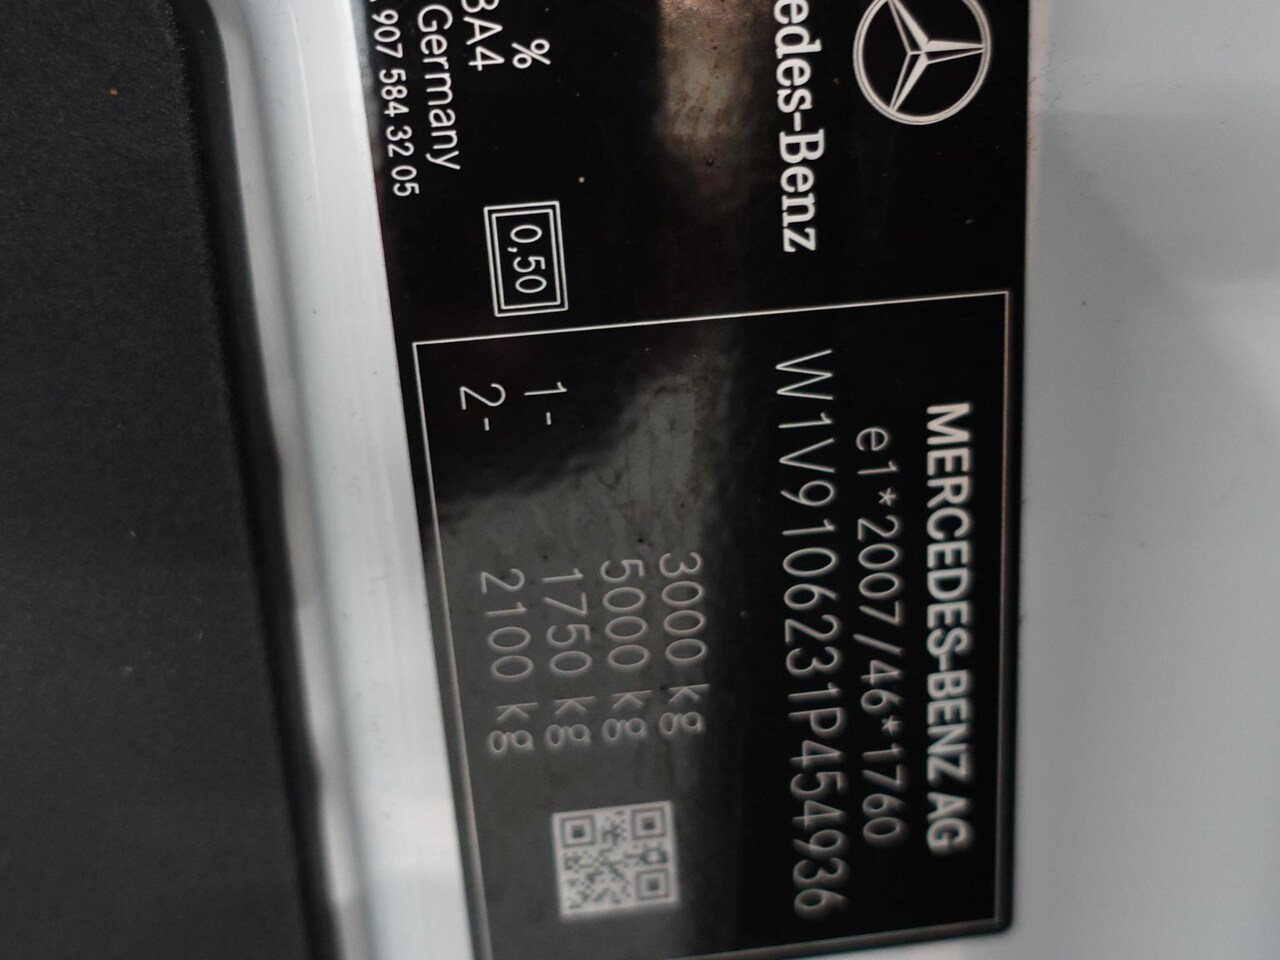 edes-Benz
%
BA4
Germany
907 584 32 05
0,50
MERCEDES-BENZ AG
e1*2007/46*1760
W1V9106231P454936
3000 kg
5000 kg
1- 1750 kg
2- 2100 kg